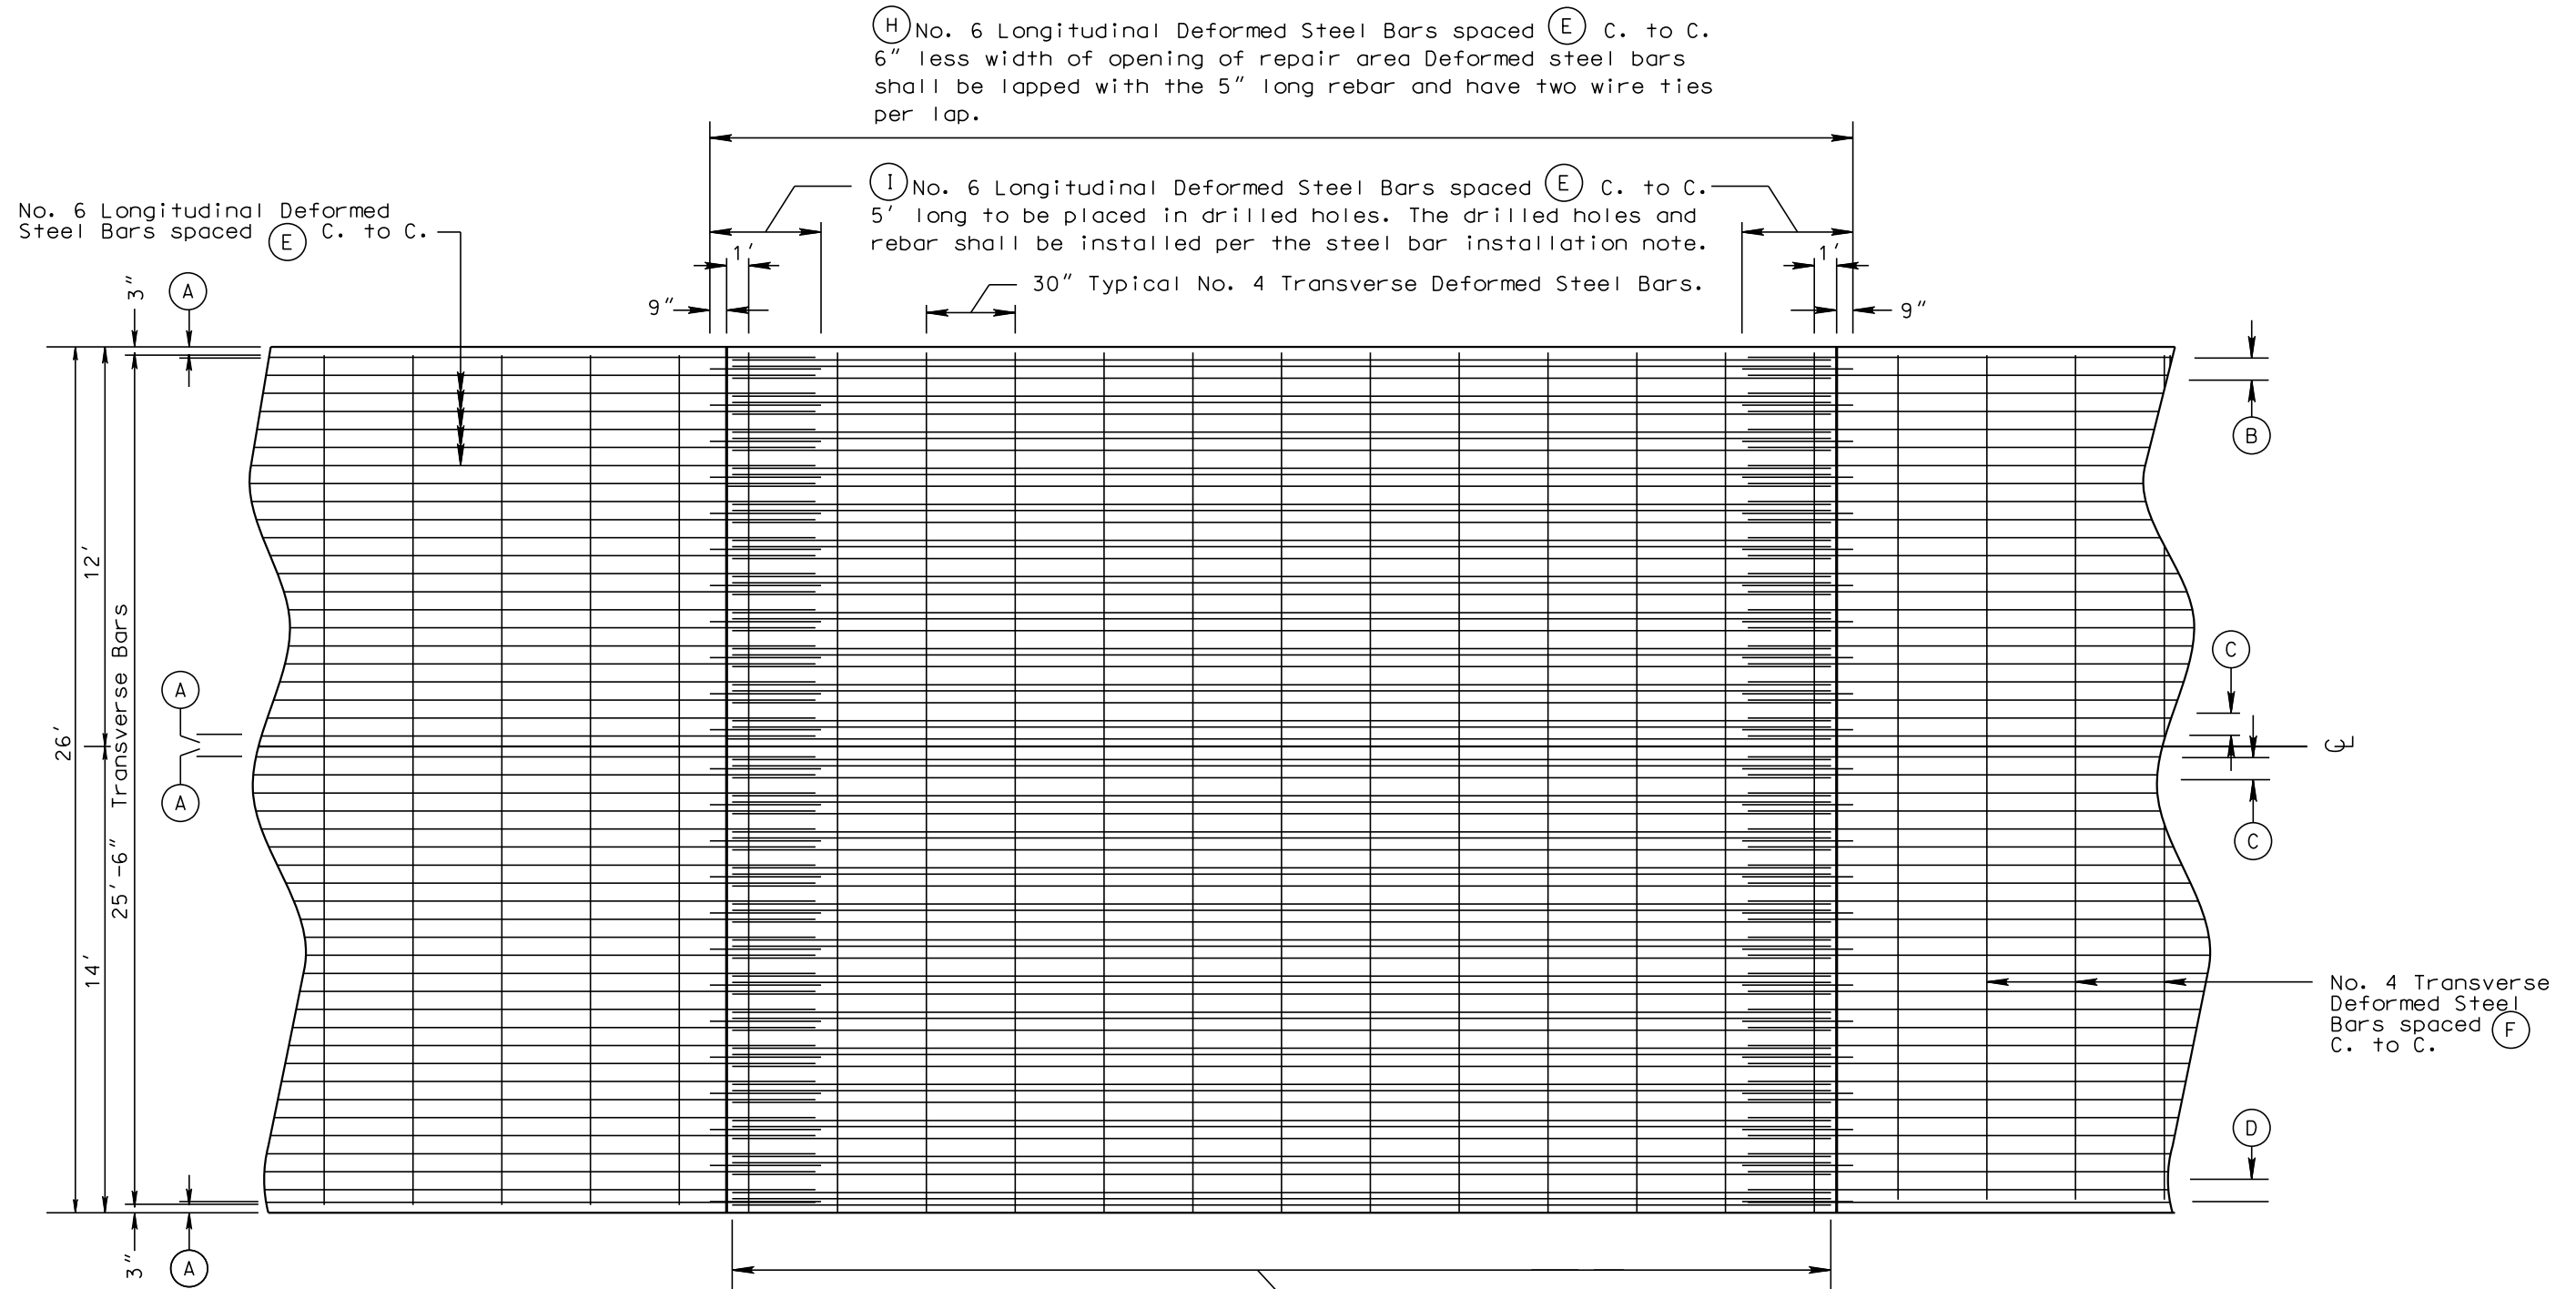 (H) No. 6 Longitudinal Deformed Steel Bars spaced (E) C. to C.
6" less width of opening of repair area Deformed steel bars
shall be lapped with the 5" long rebar and have two wire ties
per lap.
(I) No. 6 Longitudinal Deformed Steel Bars spaced (E) C. to C.
5' long to be placed in drilled holes. The drilled holes and
rebar shall be installed per the steel bar installation note.
No. 6 Longitudinal Deformed
Steel Bars spaced (E) C. to C.
1'
1'
30" Typical No. 4 Transverse Deformed Steel Bars.
3"
A
9"
9"
B
12'
26'
25'-6" Transverse Bars
14'
A
A
C
CL
C
No. 4 Transverse
Deformed Steel
Bars spaced (F)
C. to C.
D
3"
A